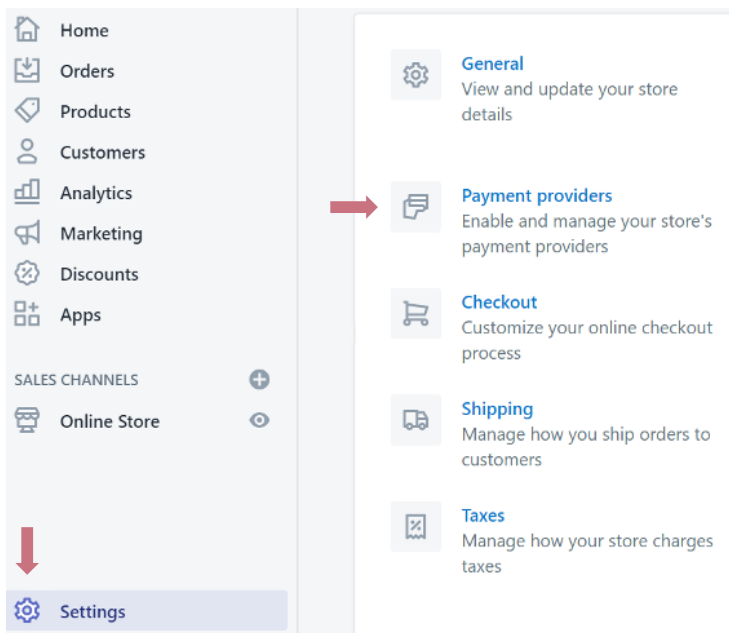 Home
Orders
Products
Customers
Analytics
Marketing
Discounts
Apps
SALES CHANNELS
Online Store
Settings
General
View and update your store
details
Payment providers
Enable and manage your store's
payment providers
Checkout
Customize your online checkout
process
Shipping
Manage how you ship orders to
customers
Taxes
Manage how your store charges
taxes